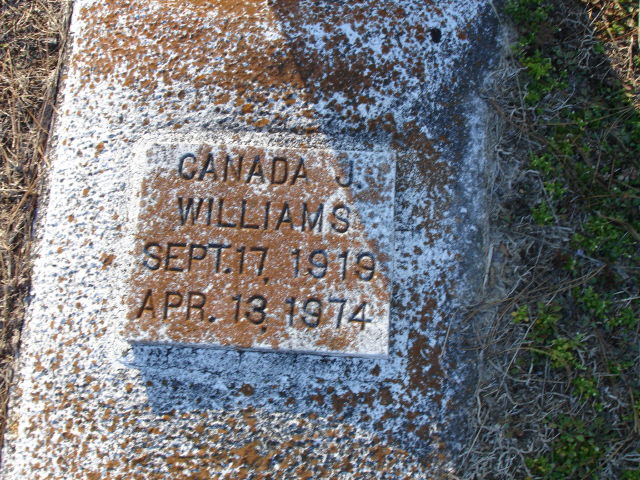 CANADA J.
WILLIAMS
SEPT. 17, 1919
APR. 13, 1974